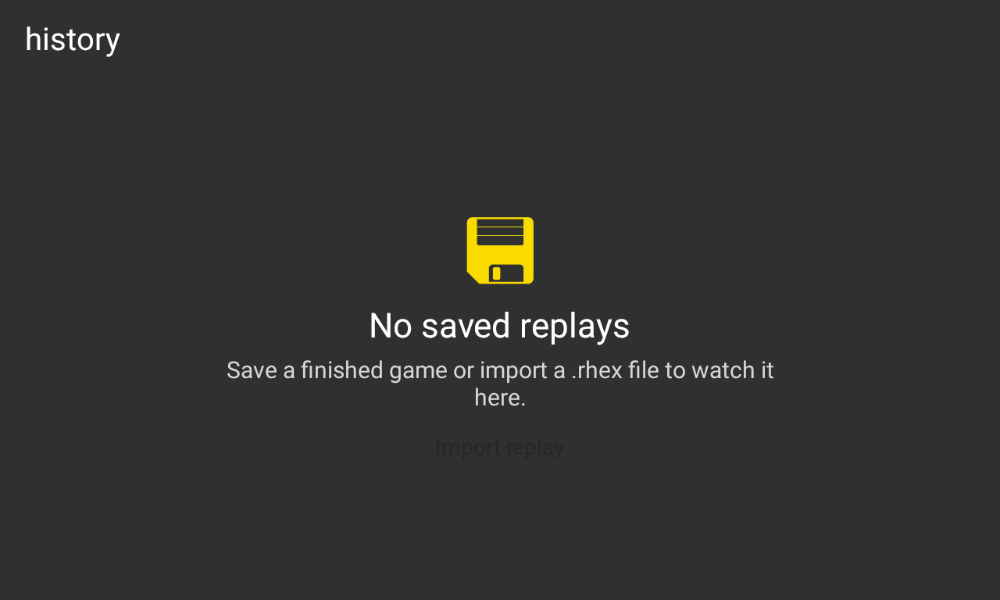 history
No saved replays
Save a finished game or import a .rhex file to watch it
here.
Import replay